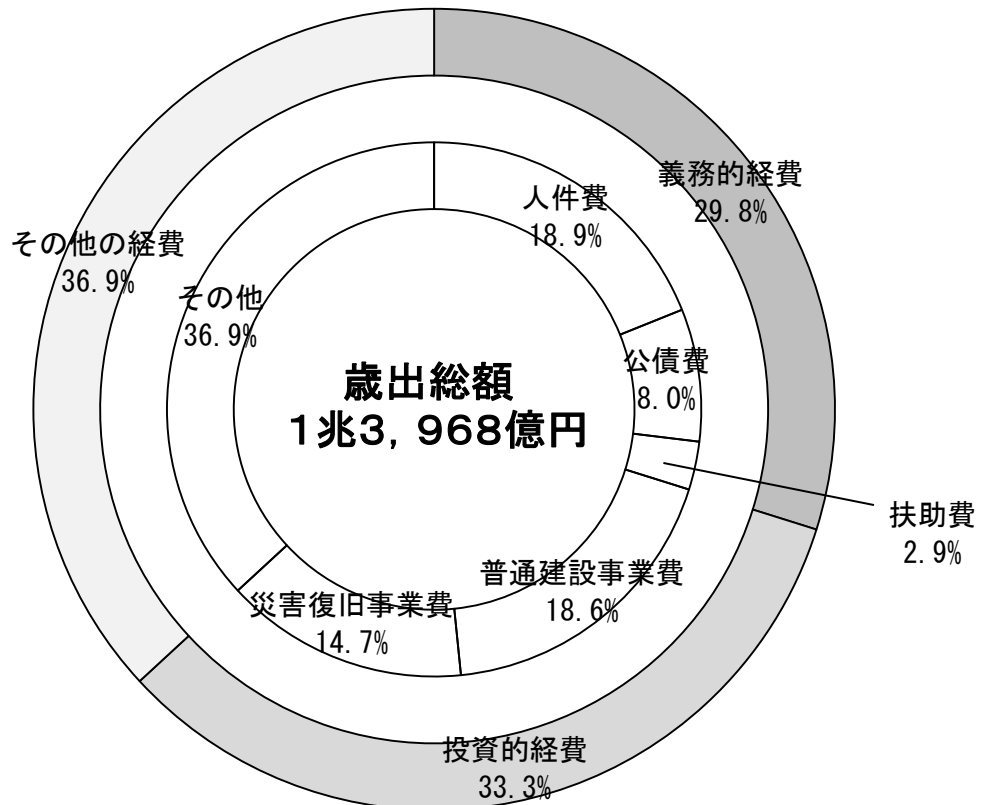 義務的経費
29.8%
人件費
18.9%
その他の経費
36.9%
その他
36.9%
公債費
8.0%
歳出総額
1兆3,968億円
扶助費
2.9%
普通建設事業費
18.6%
災害復旧事業費
14.7%
投資的経費
33.3%